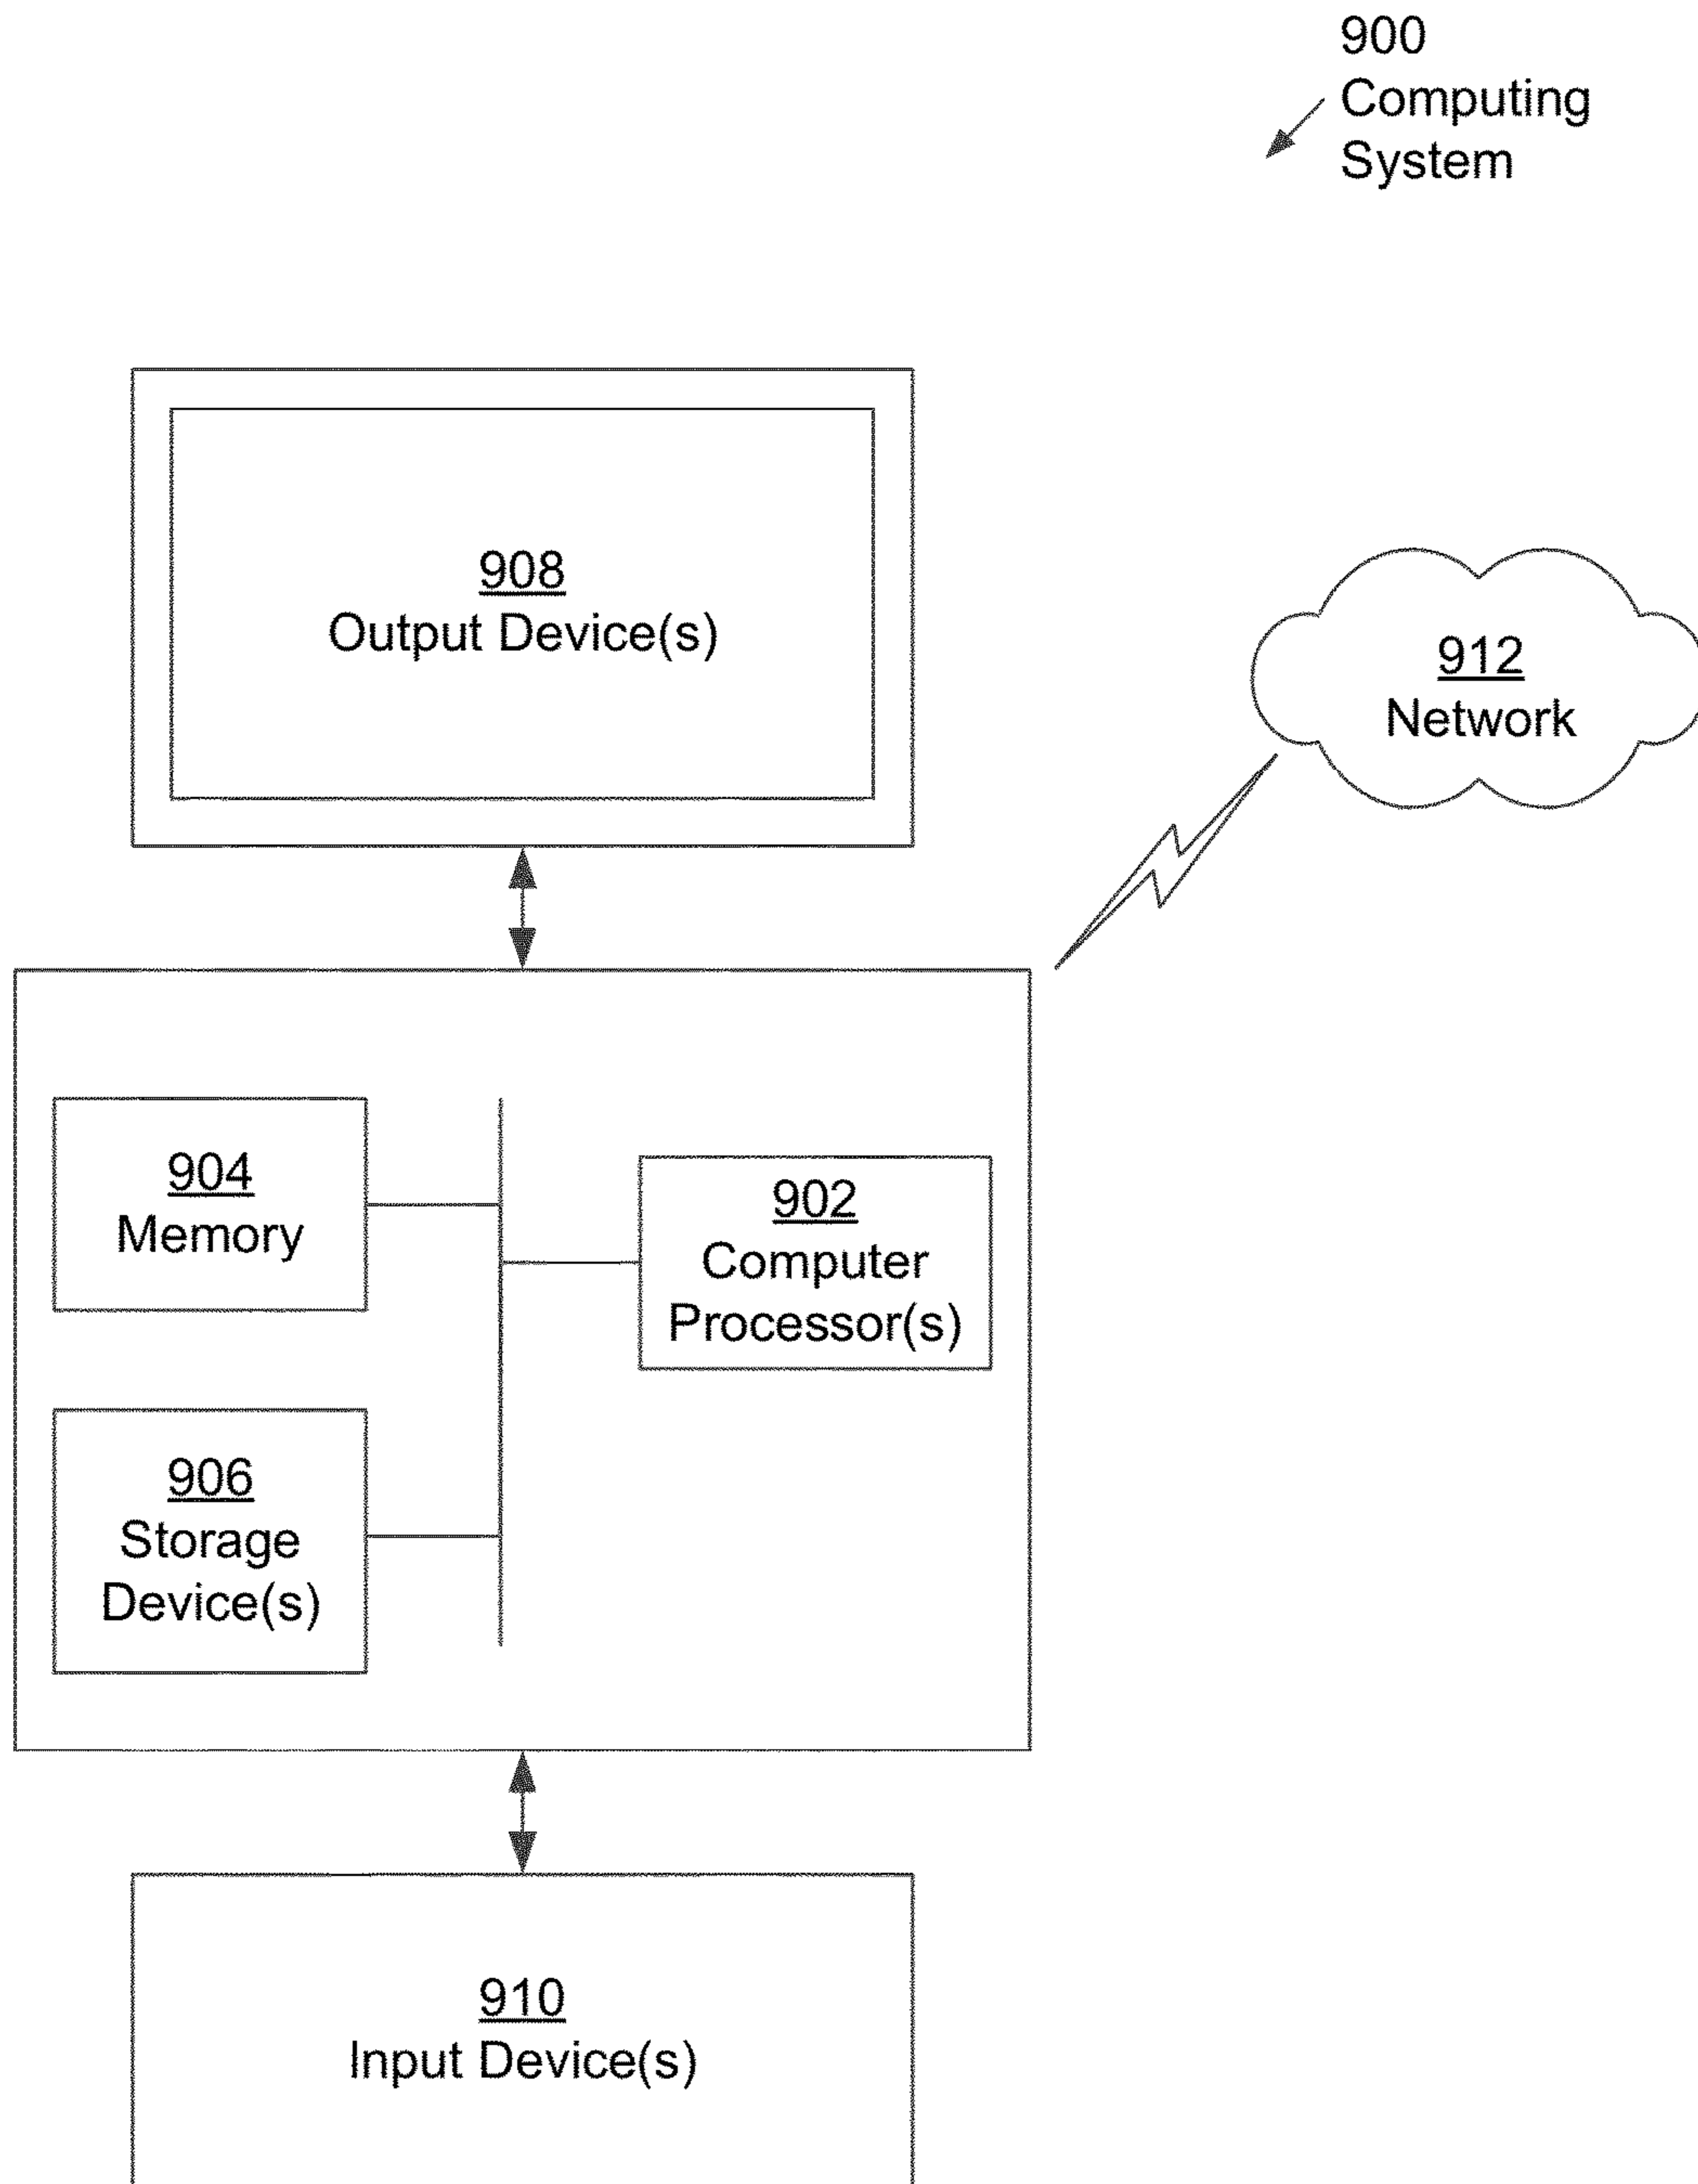 900
Computing
System
908
Output Device(s)
912
Network
904
Memory
902
Computer
Processor(s)
906
Storage
Device(s)
910
Input Device(s)